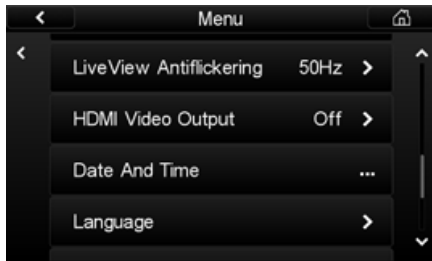 Menu
LiveView Antiflickering 50Hz
HDMI Video Output Off
Date And Time ...
Language